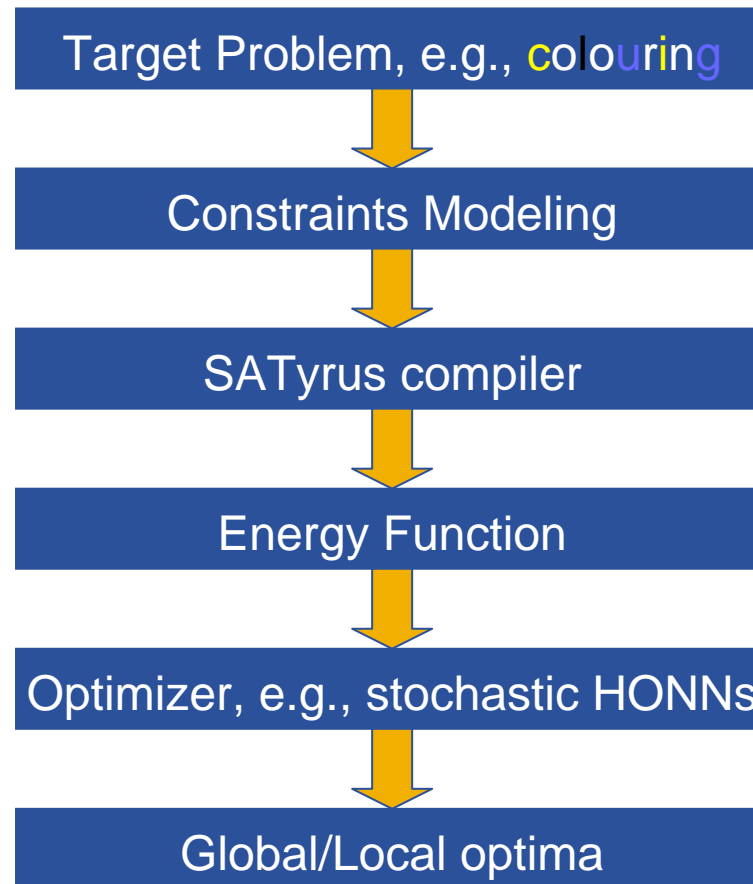 Target Problem, e.g., colouring
Constraints Modeling
SATyrus compiler
Energy Function
Optimizer, e.g., stochastic HONNs
Global/Local optima